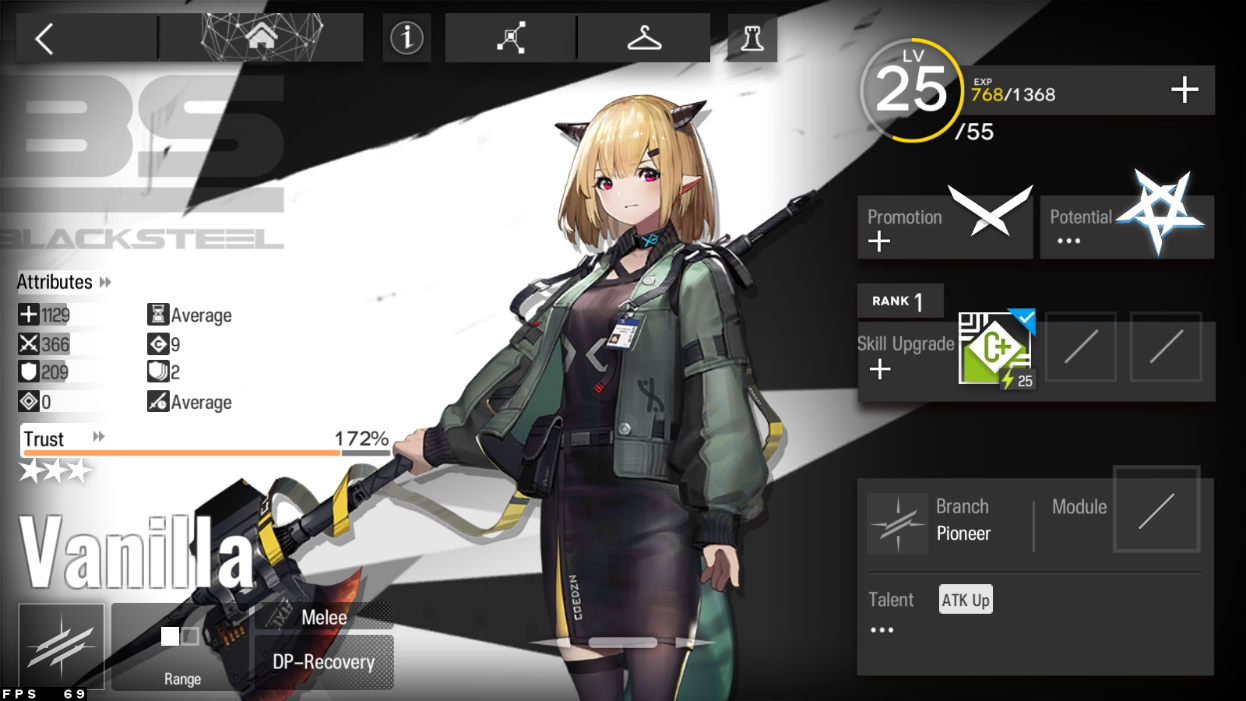 LV
25
EXP
768/1368
/55
BS
BLACKSTEEL
Promotion
Potential
Attributes
1129
Average
366
9
209
2
0
Average
RANK 1
Skill Upgrade
C+
25
Trust
172%
Vanilla
Melee
DP-Recovery
Range
COEDZN
Branch
Pioneer
Module
Talent
ATK Up
FPS 69